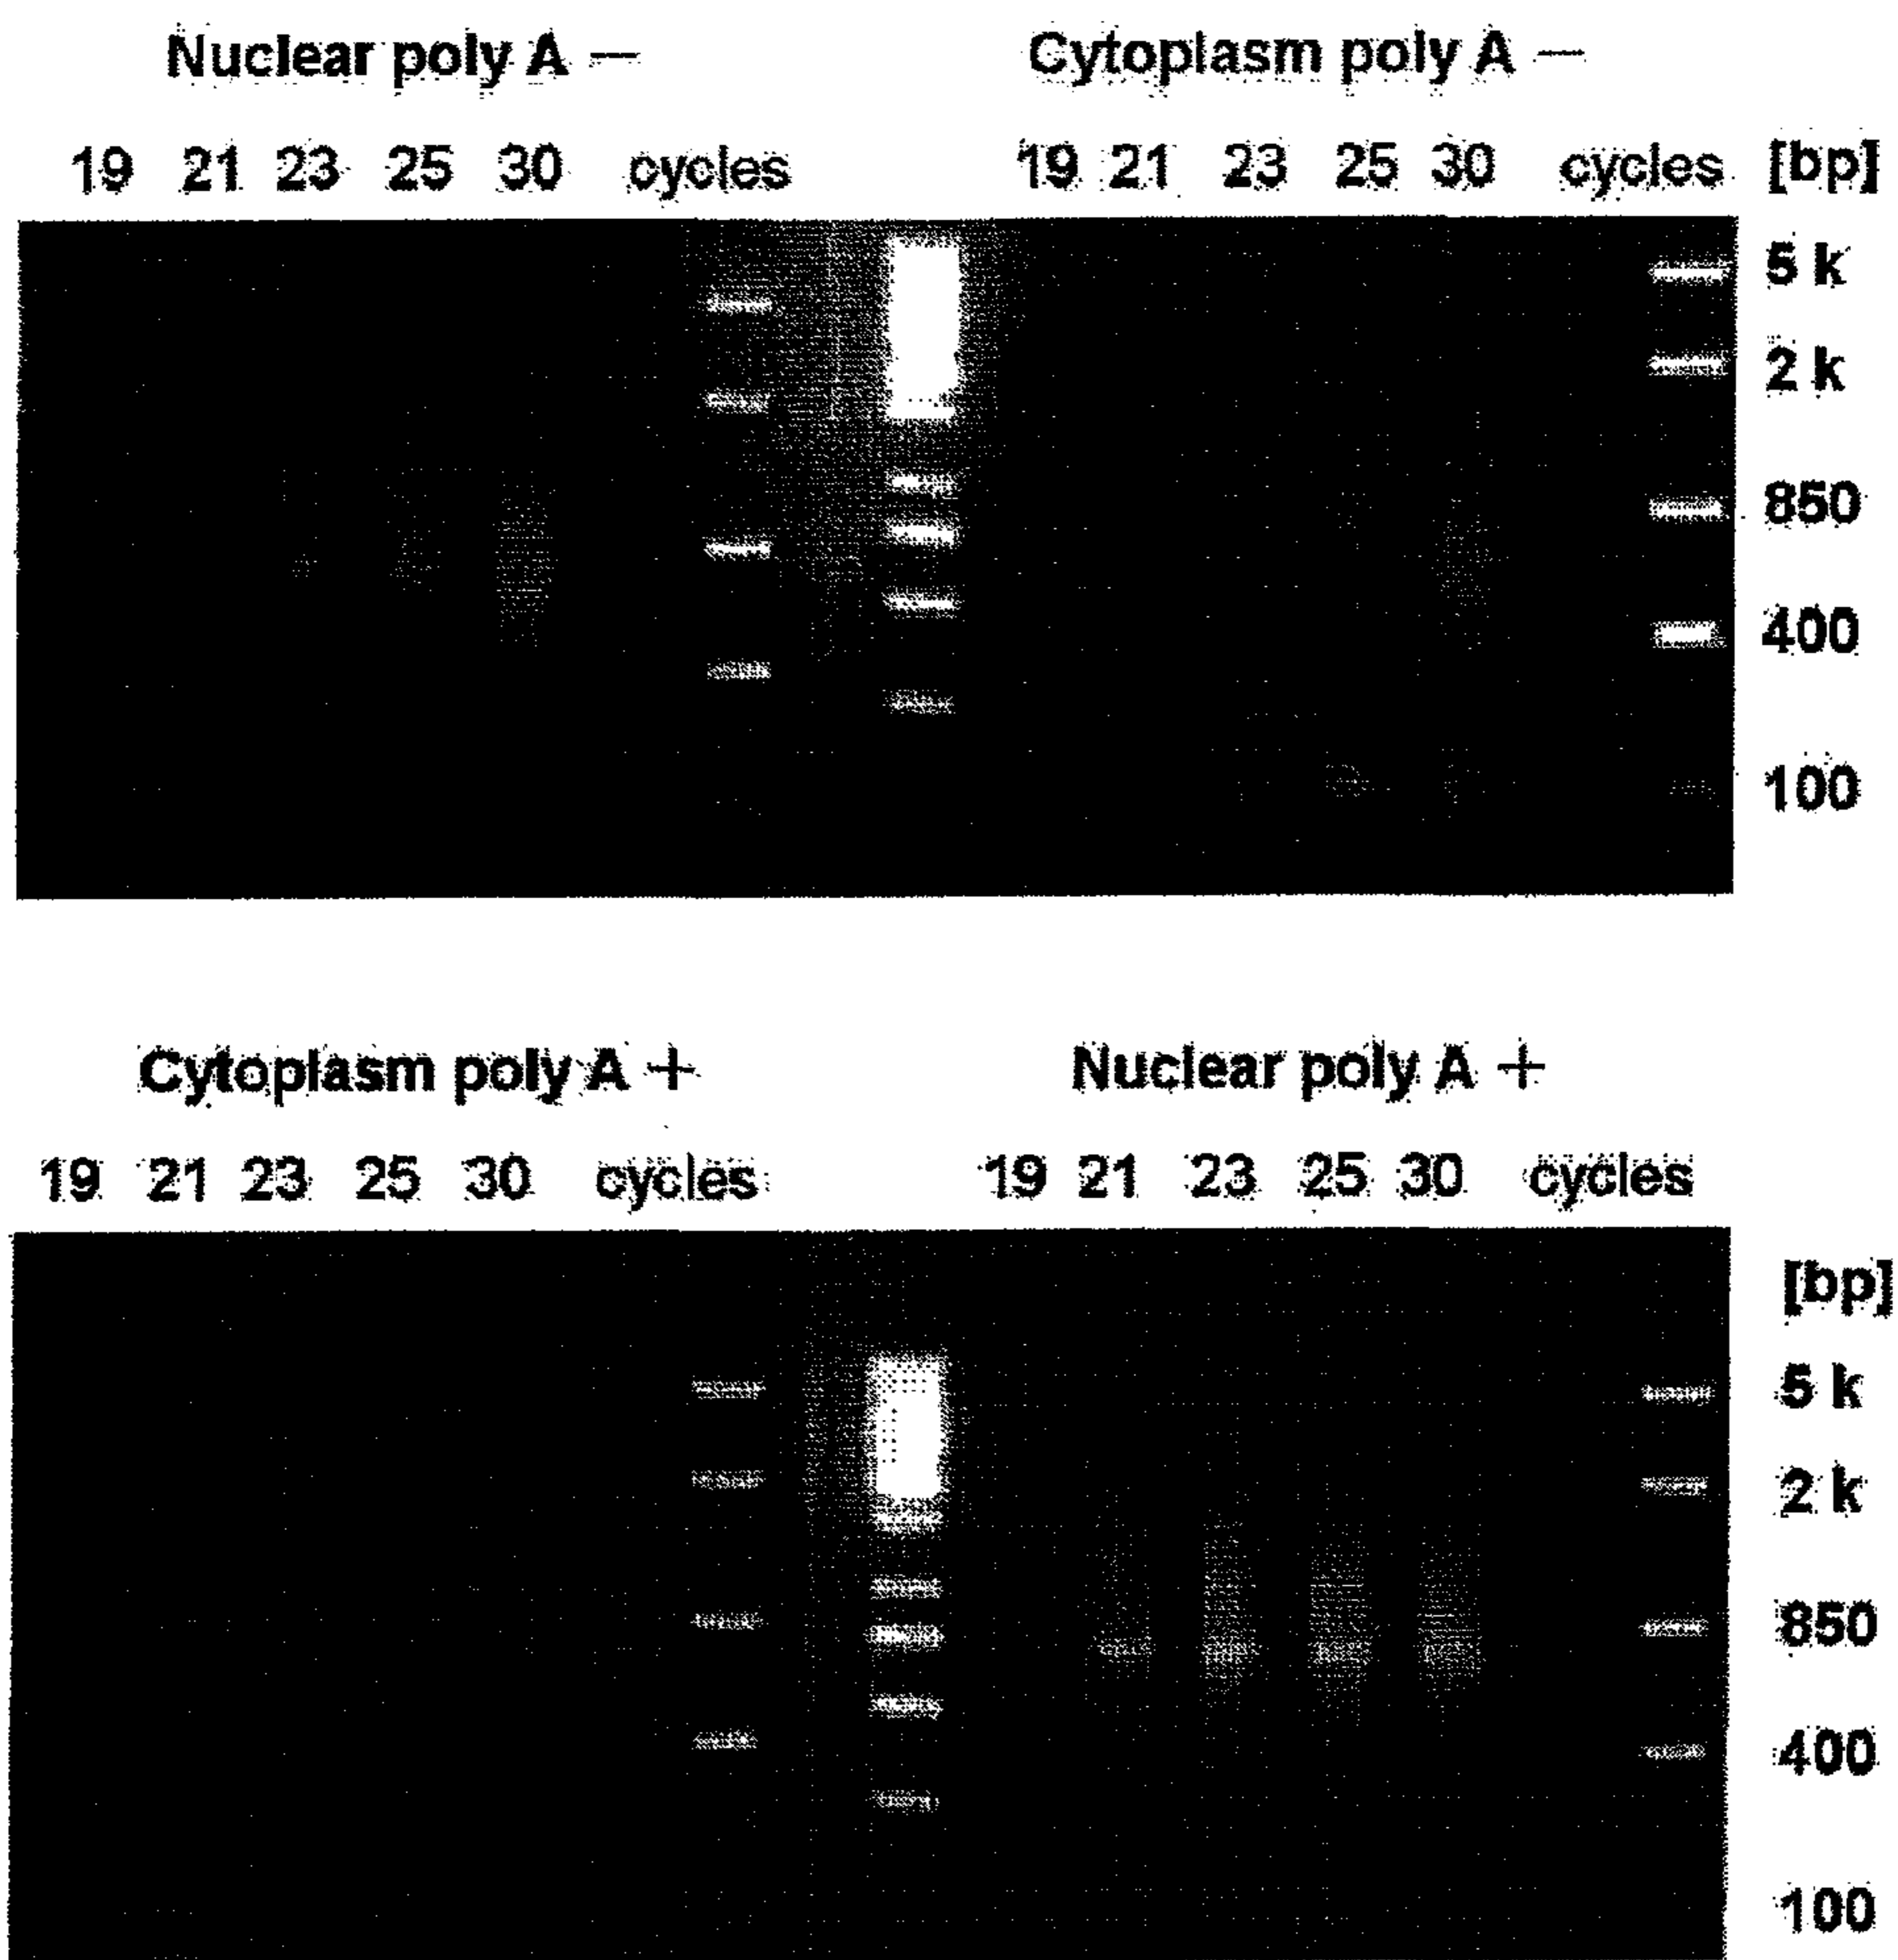 Nuclear poly A — Cytoplasm poly A —
19 21 23 25 30 cycles 19 21 23 25 30 cycles [bp]
5 k
2 k
850
400
100
Cytoplasm poly A + Nuclear poly A +
19 21 23 25 30 cycles 19 21 23 25 30 cycles
[bp]
5 k
2 k
850
400
100